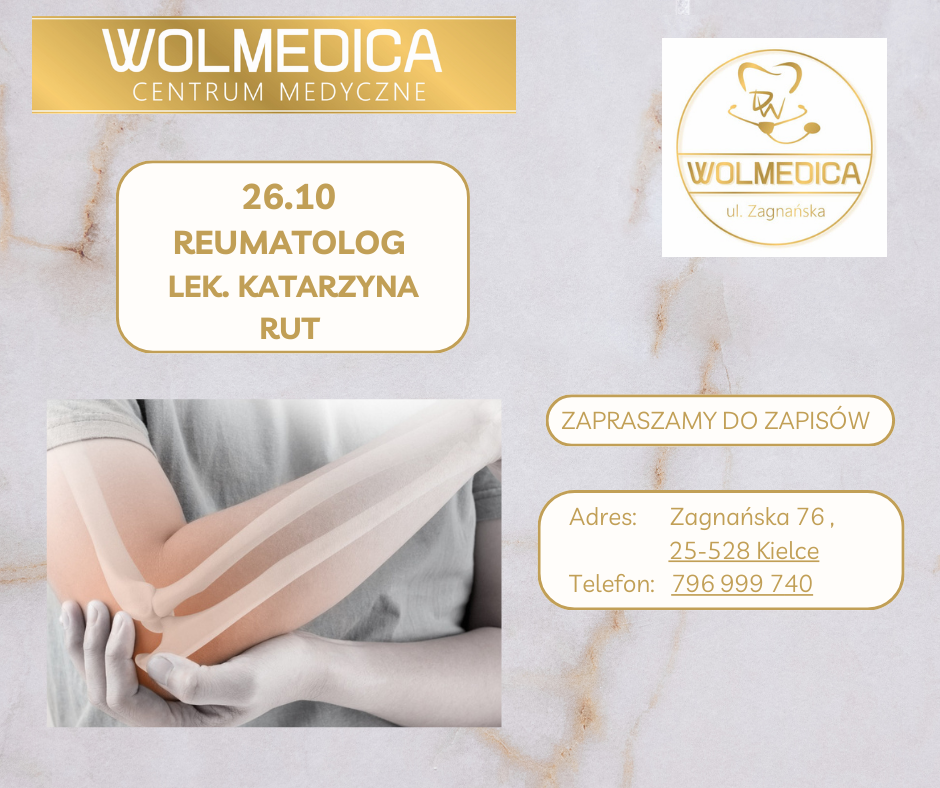 WOLMEDICA
CENTRUM MEDYCZNE
DW
WOLMEDICA
ul. Zagnańska
26.10
REUMATOLOG
LEK. KATARZYNA
RUT
ZAPRASZAMY DO ZAPISÓW
Adres: Zagnańska 76 ,
25-528 Kielce
Telefon: 796 999 740